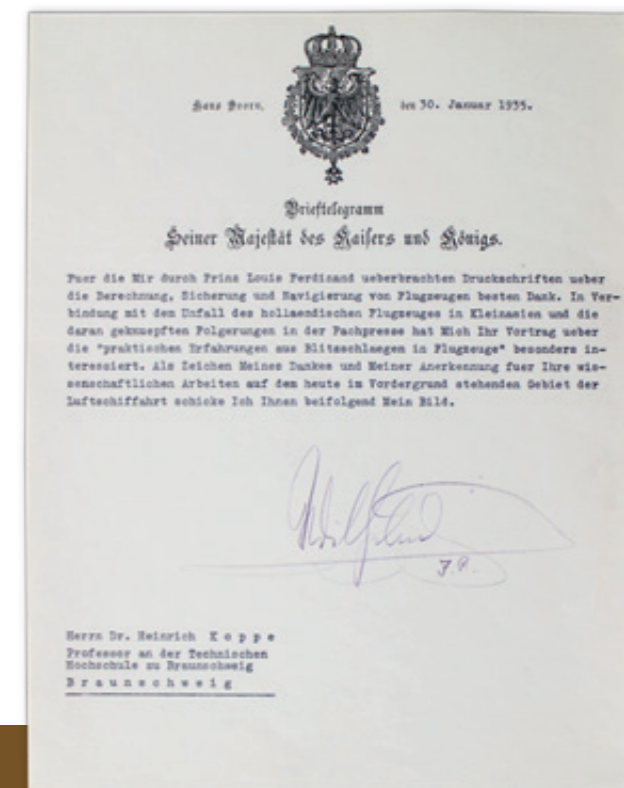 Haus Doorn, den 30. Januar 1935.
Brieftelegramm
Seiner Majestät des Kaisers und Königs.
Fuer die Mir durch Prinz Louis Ferdinand ueberbrachten Druckschriften ueber
die Berechnung, Sicherung und Navigierung von Flugzeugen besten Dank. In Ver-
bindung mit dem Unfall des hollaendischen Flugzeuges in Kleinasien und die
daran geknuepften Folgerungen in der Fachpresse hat Mich Ihr Vortrag ueber
die "praktischen Erfahrungen aus Blitzschlaegen in Flugzeuge" besonders in-
teressiert. Als Zeichen Meines Dankes und Meiner Anerkennung fuer Ihre wis-
senschaftlichen Arbeiten auf dem heute im Vordergrund stehenden Gebiet der
Luftschiffahrt schicke Ich Ihnen beifolgend Mein Bild.
Wilhelm
I.R.
Herrn Dr. Heinrich K o p p e
Professor an der Technischen
Hochschule zu Braunschweig
B r a u n s c h w e i g